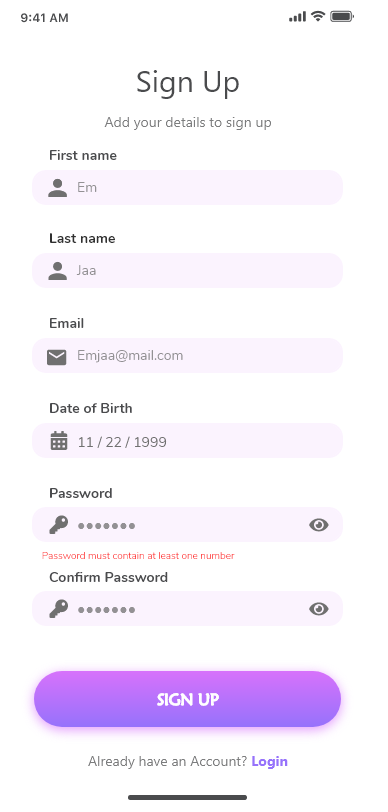 9:41 AM
Sign Up
Add your details to sign up
First name
Em
Last name
Jaa
Email
Emjaa@mail.com
Date of Birth
11 / 22 / 1999
Password
•••••••
Password must contain at least one number
Confirm Password
•••••••
SIGN UP
Already have an Account? Login